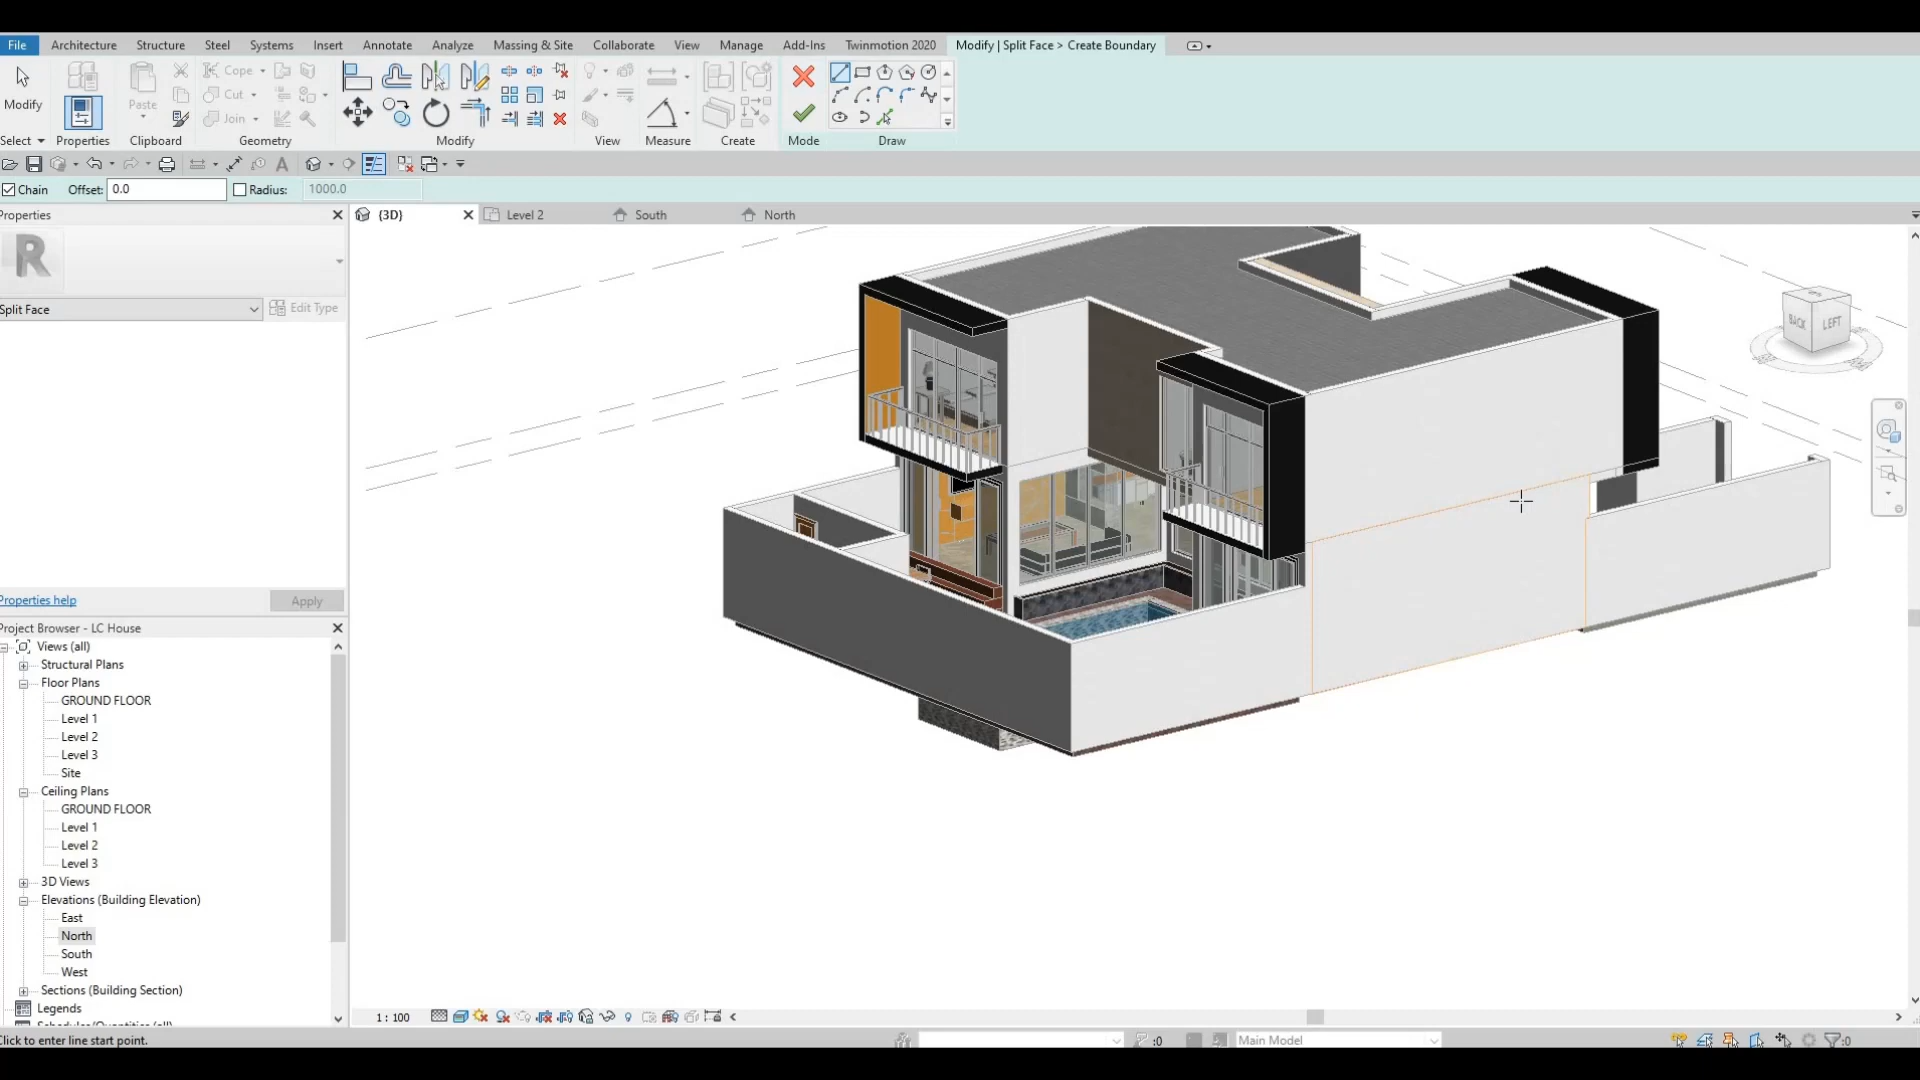 File Architecture Structure Steel Systems Insert Annotate Analyze Massing & Site Collaborate View Manage Add-Ins Twinmotion 2020 Modify | Split Face > Create Boundary
Modify Paste Cope Cut Join
Select Properties Clipboard Geometry Modify View Measure Create Mode Draw
Chain Offset: 0.0 Radius: 1000.0
Properties {3D} Level 2 South North
R
Split Face Edit Type
BACK LEFT
Properties help Apply
Project Browser - LC House
Views (all)
Structural Plans
Floor Plans
GROUND FLOOR
Level 1
Level 2
Level 3
Site
Ceiling Plans
GROUND FLOOR
Level 1
Level 2
Level 3
3D Views
Elevations (Building Elevation)
East
North
South
West
Sections (Building Section)
Legends
Schedules/Quantities (all)
1 : 100
Click to enter line start point. :0 Main Model :0